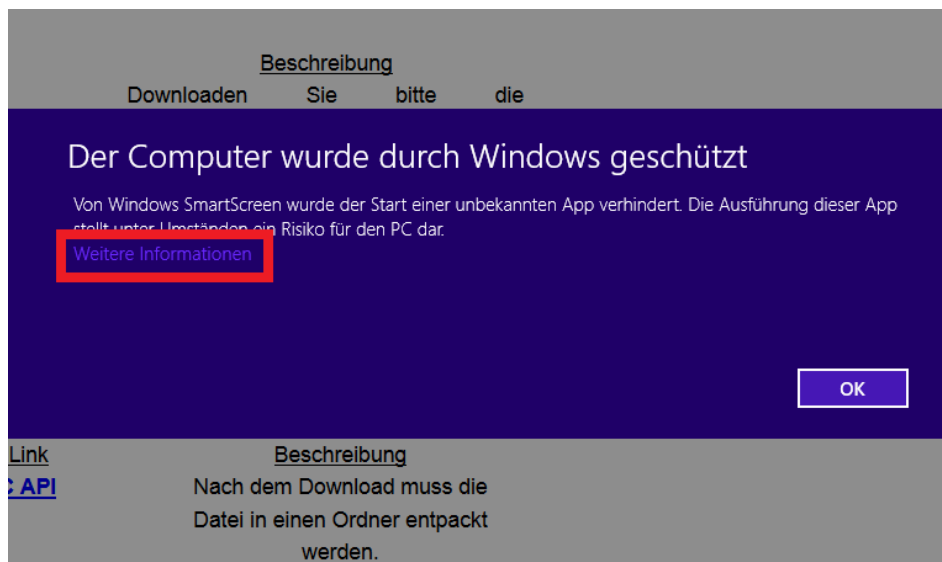 Beschreibung
Downloaden Sie bitte die
Der Computer wurde durch Windows geschützt
Von Windows SmartScreen wurde der Start einer unbekannten App verhindert. Die Ausführung dieser App
stellt unter Umständen ein Risiko für den PC dar.
Weitere Informationen
OK
Link Beschreibung
C API Nach dem Download muss die
Datei in einen Ordner entpackt
werden.